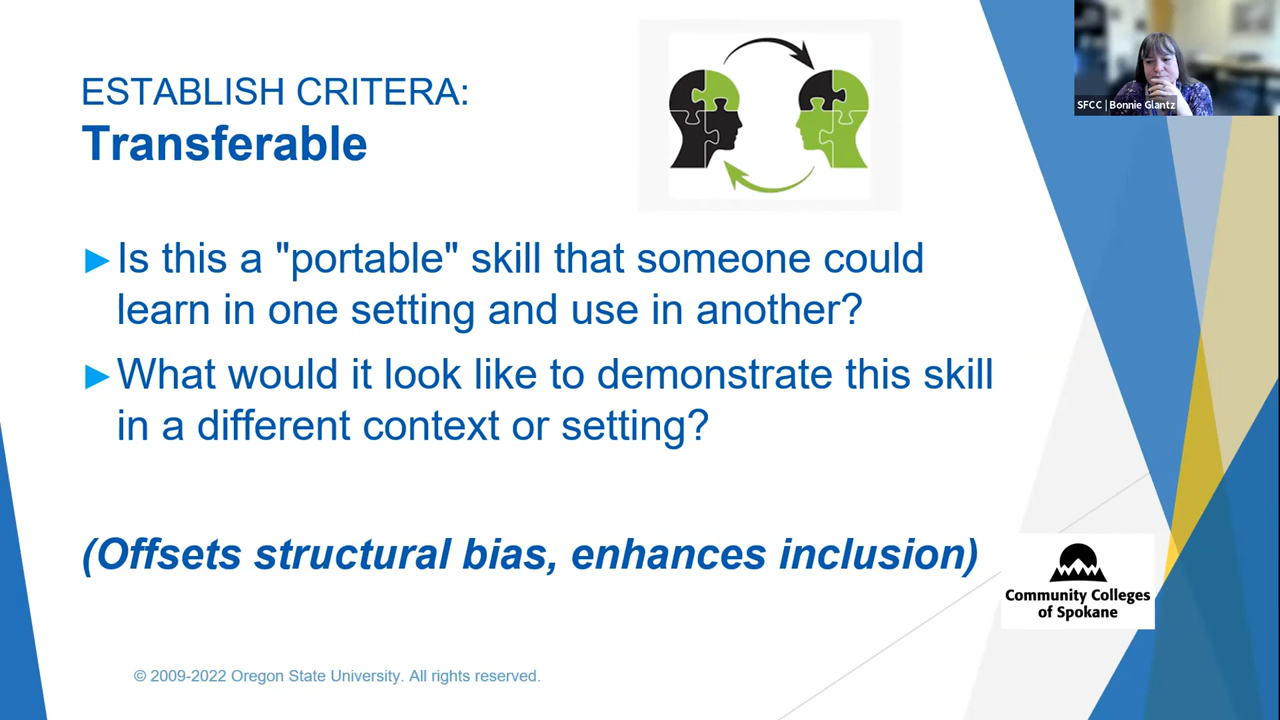 ESTABLISH CRITERA:
Transferable
►Is this a "portable" skill that someone could
learn in one setting and use in another?
►What would it look like to demonstrate this skill
in a different context or setting?
(Offsets structural bias, enhances inclusion)
© 2009-2022 Oregon State University. All rights reserved.
SFCC | Bonnie Glantz
Community Colleges
of Spokane